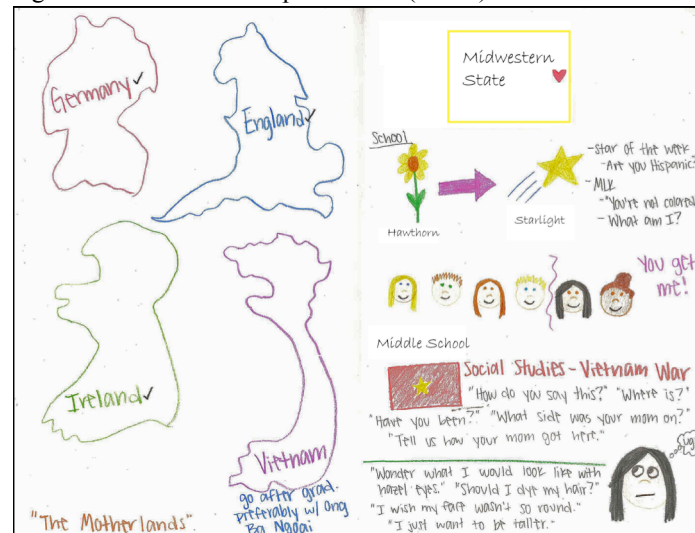 Germany✓
England✓
Ireland✓
Vietnam
go after grad.
preferably w/ Ong
Ba Ngoai
"The Motherlands"
Midwestern
State
School
Hawthorn
Starlight
-Star of the week
-Are you Hispanic?
-MLK
-"You're not colored
-What am I?
You get
me!
Middle School
Social Studies - Vietnam War
"How do you say this?" "Where is?"
"Have you been?" "What side was your mom on?"
"Tell us how your mom got here."
"Wonder what I would look like with
hazel eyes." "Should I dye my hair?"
"I wish my face wasn't so round."
"I just want to be taller."